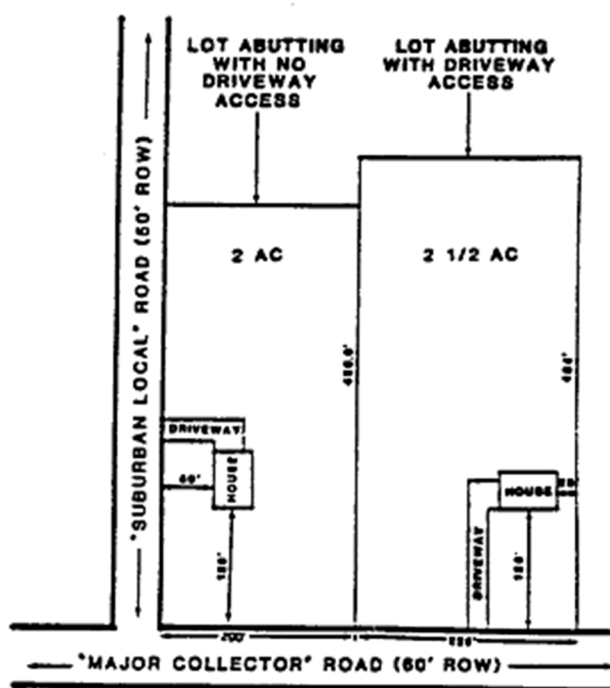 LOT ABUTTING
WITH NO
DRIVEWAY
ACCESS
LOT ABUTTING
WITH DRIVEWAY
ACCESS
"SUBURBAN LOCAL" ROAD (60' ROW)
2 AC
2 1/2 AC
DRIVEWAY
HOUSE
HOUSE
DRIVEWAY
200'
"MAJOR COLLECTOR" ROAD (60' ROW)